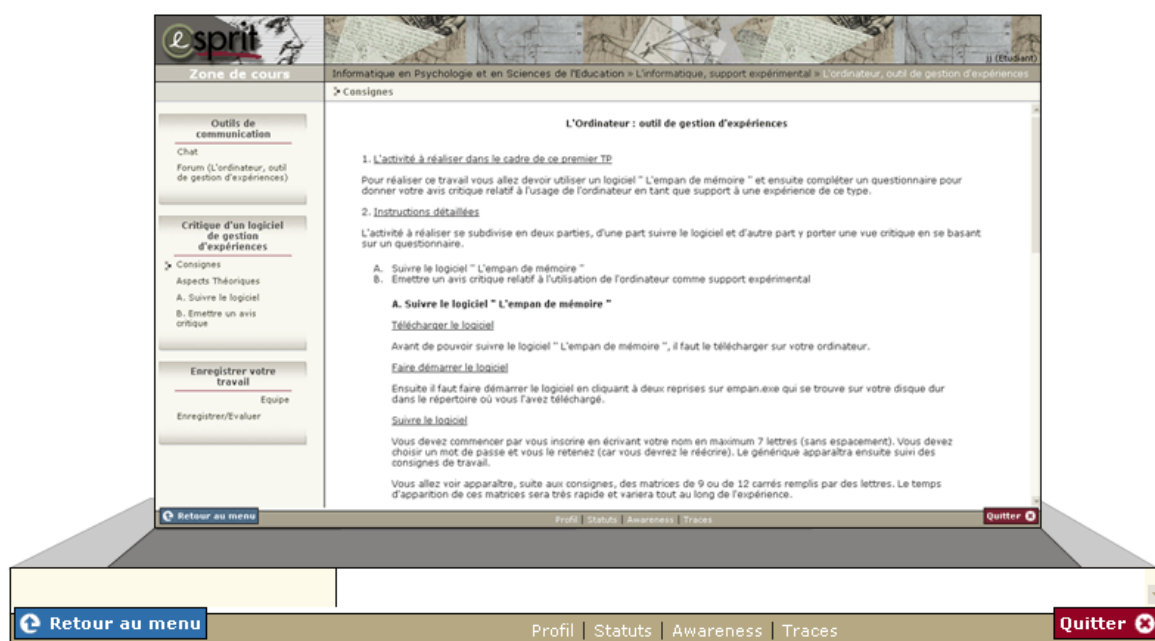 esprit
jj (Etudiant)
Zone de cours
Informatique en Psychologie et en Sciences de l'Education » L'informatique, support expérimental » L'ordinateur, outil de gestion d'expériences
Consignes
Outils de
communication
Chat
Forum (L'ordinateur, outil
de gestion d'expériences)
Critique d'un logiciel
de gestion
d'expériences
Consignes
Aspects Théoriques
A. Suivre le logiciel
B. Emettre un avis
critique
Enregistrer votre
travail
Equipe
Enregistrer/Evaluer
L'Ordinateur : outil de gestion d'expériences
1. L'activité à réaliser dans le cadre de ce premier TP
Pour réaliser ce travail vous allez devoir utiliser un logiciel " L'empan de mémoire " et ensuite compléter un questionnaire pour
donner votre avis critique relatif à l'usage de l'ordinateur en tant que support à une expérience de ce type.
2. Instructions détaillées
L'activité à réaliser se subdivise en deux parties, d'une part suivre le logiciel et d'autre part y porter une vue critique en se basant
sur un questionnaire.
A. Suivre le logiciel " L'empan de mémoire "
B. Emettre un avis critique relatif à l'utilisation de l'ordinateur comme support expérimental
A. Suivre le logiciel " L'empan de mémoire "
Télécharger le logiciel
Avant de pouvoir suivre le logiciel " L'empan de mémoire ", il faut le télécharger sur votre ordinateur.
Faire démarrer le logiciel
Ensuite il faut faire démarrer le logiciel en cliquant à deux reprises sur empan.exe qui se trouve sur votre disque dur
dans le répertoire où vous l'avez téléchargé.
Suivre le logiciel
Vous devez commencer par vous inscrire en écrivant votre nom en maximum 7 lettres (sans espacement). Vous devez
choisir un mot de passe et vous le retenez (car vous devrez le réécrire). Le générique apparaîtra ensuite suivi des
consignes de travail.
Vous allez voir apparaître, suite aux consignes, des matrices de 9 ou de 12 carrés remplis par des lettres. Le temps
d'apparition de ces matrices sera très rapide et variera tout au long de l'expérience.
Retour au menu
Profil | Statuts | Awareness | Traces
Quitter
Retour au menu
Profil | Statuts | Awareness | Traces
Quitter